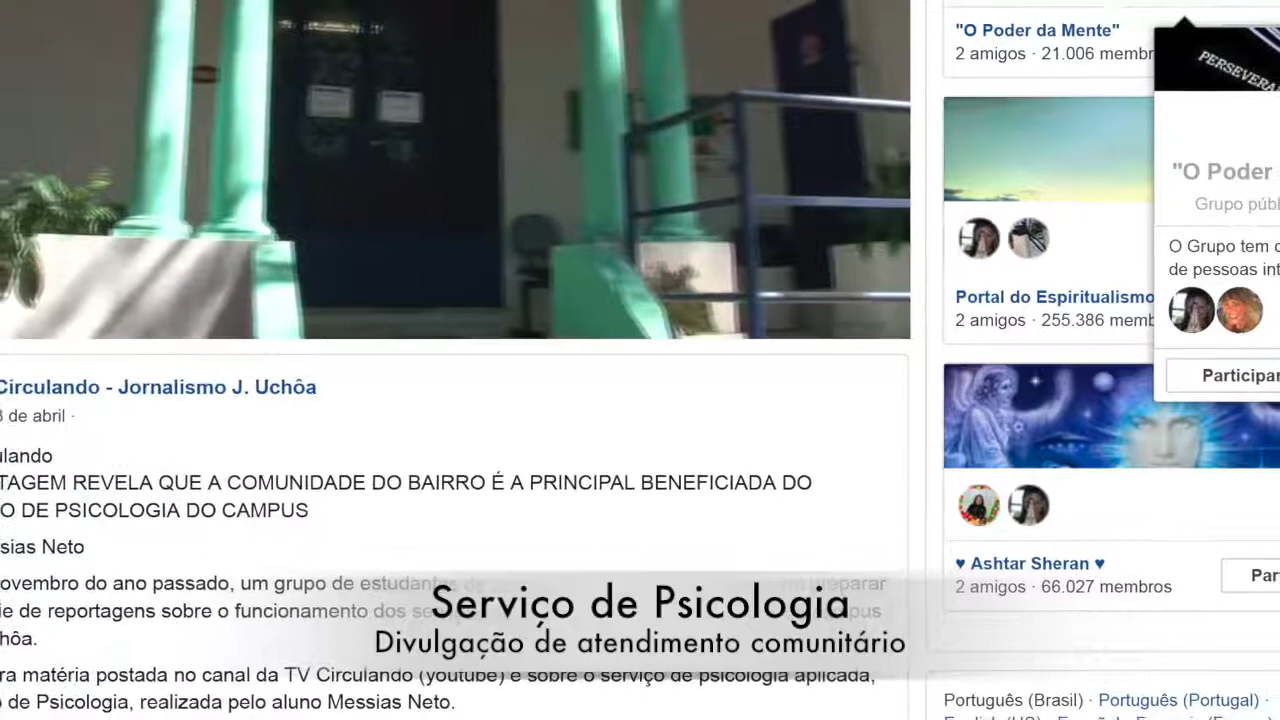 "O Poder da Mente"
2 amigos · 21.006 membr
PERSEVERA
"O Poder
Grupo públ
O Grupo tem
de pessoas int
Participar
Portal do Espiritualismo
2 amigos · 255.386 memb
♥ Ashtar Sheran ♥
2 amigos · 66.027 membros
Par
Português (Brasil) · Português (Portugal) ·
Circulando - Jornalismo J. Uchôa
de abril ·
ulando
TAGEM REVELA QUE A COMUNIDADE DO BAIRRO É A PRINCIPAL BENEFICIADA DO
O DE PSICOLOGIA DO CAMPUS
sias Neto
ovembro do ano passado, um grupo de estudantes de preparar
ie de reportagens sobre o funcionamento dos se pus
hôa.
ra matéria postada no canal da TV Circulando (youtube) é sobre o serviço de psicologia aplicada,
o de Psicologia, realizada pelo aluno Messias Neto.
Serviço de Psicologia
Divulgação de atendimento comunitário